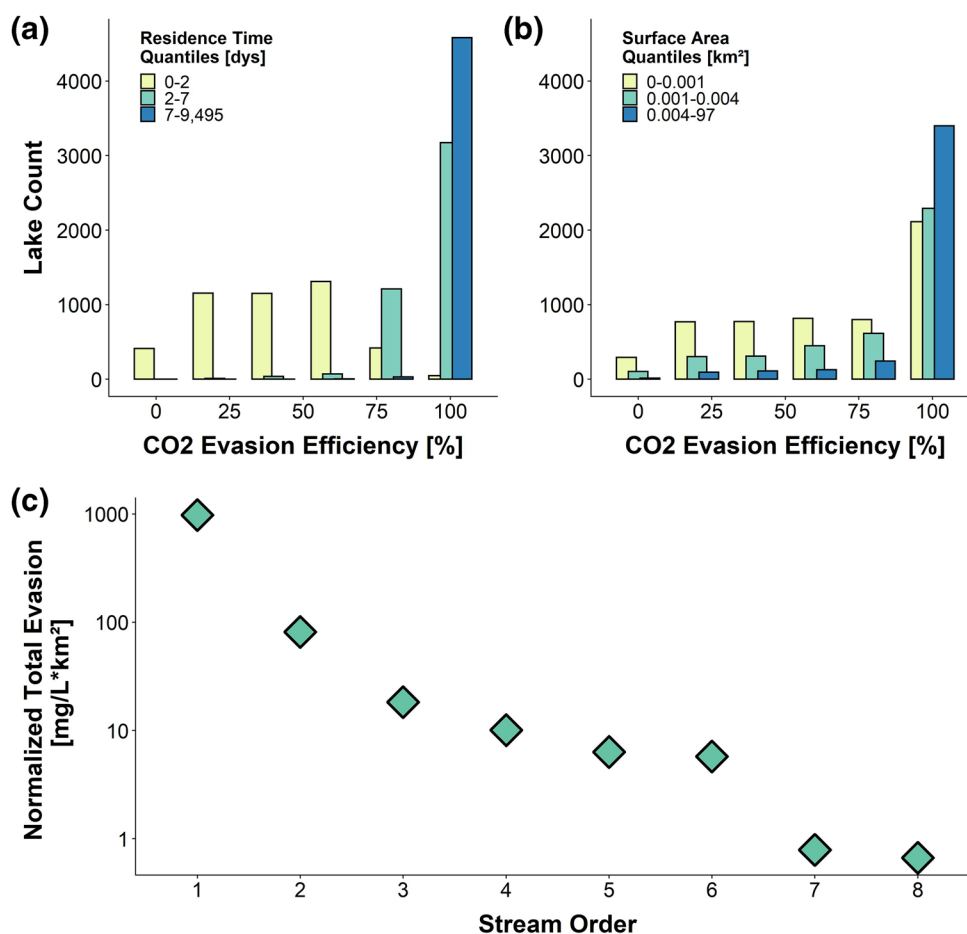 (a)
Residence Time
Quantiles [dys]
0-2
2-7
7-9,495
Lake Count
4000
3000
2000
1000
0
0 25 50 75 100
CO2 Evasion Efficiency [%]
(b)
Surface Area
Quantiles [km²]
0-0.001
0.001-0.004
0.004-97
4000
3000
2000
1000
0
0 25 50 75 100
CO2 Evasion Efficiency [%]
(c)
Normalized Total Evasion
[mg/L*km²]
1000
100
10
1
1 2 3 4 5 6 7 8
Stream Order